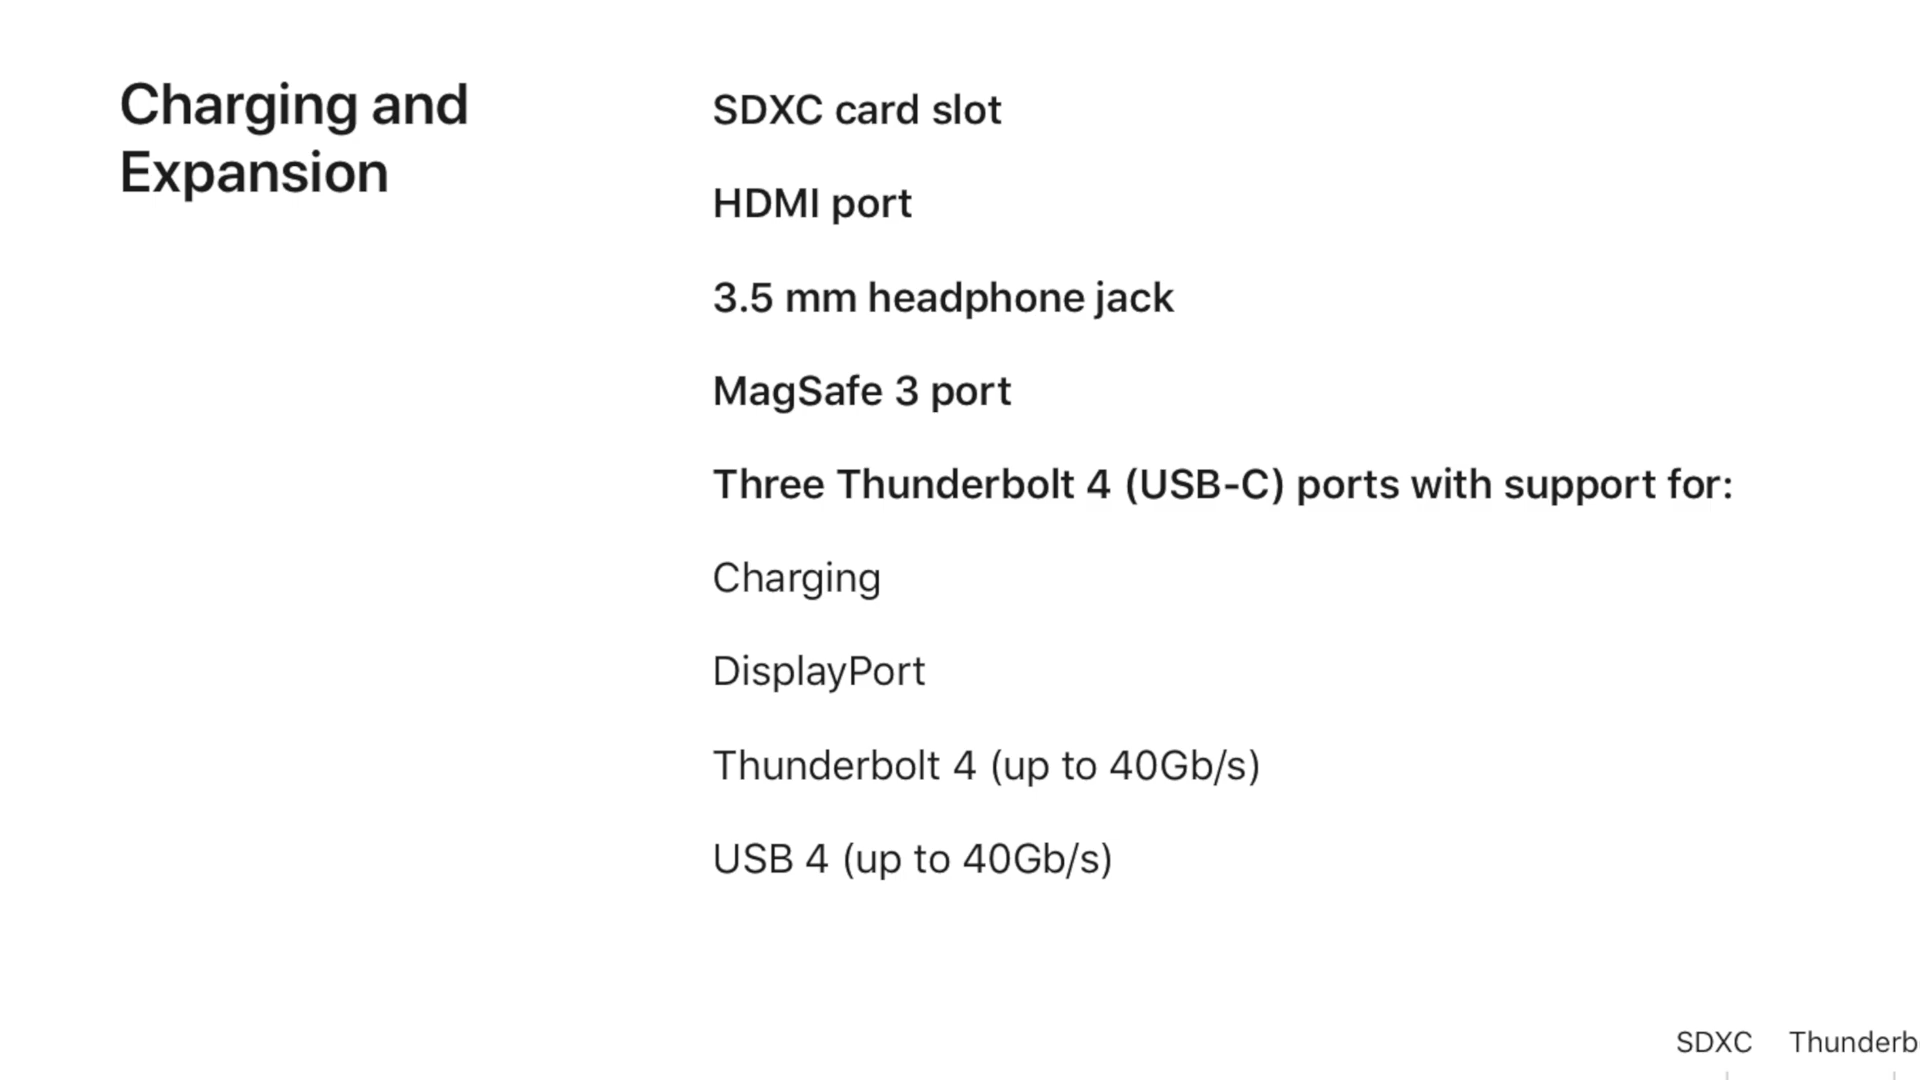 Charging and
Expansion
SDXC card slot
HDMI port
3.5 mm headphone jack
MagSafe 3 port
Three Thunderbolt 4 (USB-C) ports with support for:
Charging
DisplayPort
Thunderbolt 4 (up to 40Gb/s)
USB 4 (up to 40Gb/s)
SDXC Thunderb